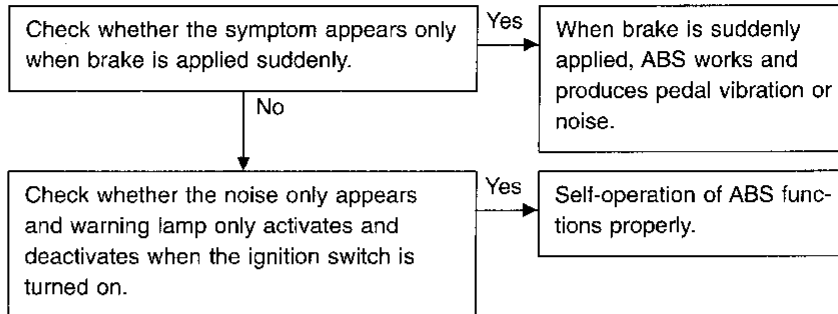 Check whether the symptom appears only
when brake is applied suddenly.
Yes
When brake is suddenly
applied, ABS works and
produces pedal vibration or
noise.
No
Check whether the noise only appears
and warning lamp only activates and
deactivates when the ignition switch is
turned on.
Yes
Self-operation of ABS func-
tions properly.